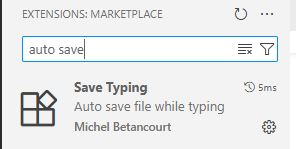 EXTENSIONS: MARKETPLACE
auto save
Save Typing 5ms
Auto save file while typing
Michel Betancourt